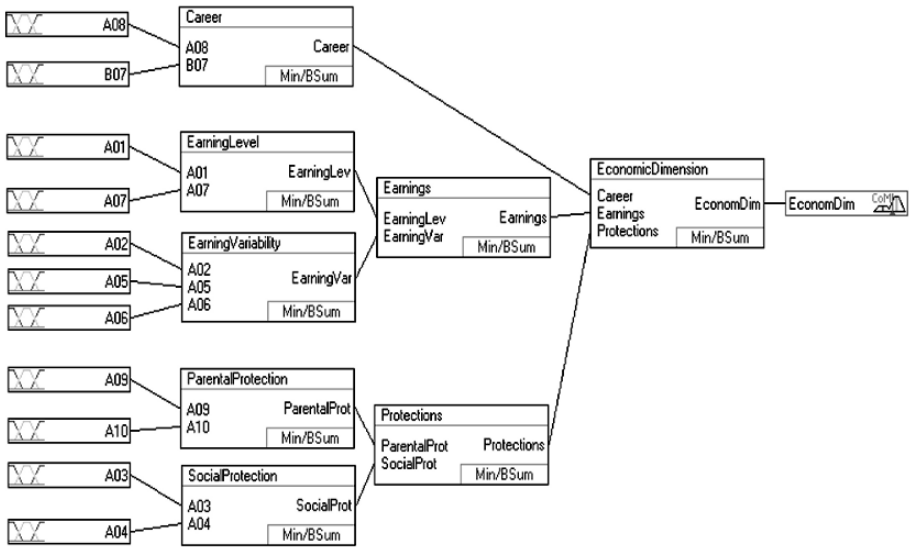 A08
B07
Career
A08
B07
Career
Min/BSum
A01
A07
EarningLevel
A01
A07
EarningLev
Min/BSum
A02
A05
A06
EarningVariability
A02
A05
A06
EarningVar
Min/BSum
Earnings
EarningLev
EarningVar
Earnings
Min/BSum
A09
A10
ParentalProtection
A09
A10
ParentalProt
Min/BSum
A03
A04
SocialProtection
A03
A04
SocialProt
Min/BSum
Protections
ParentalProt
SocialProt
Protections
Min/BSum
EconomicDimension
Career
Earnings
Protections
EconomDim
Min/BSum
EconomDim
CoM